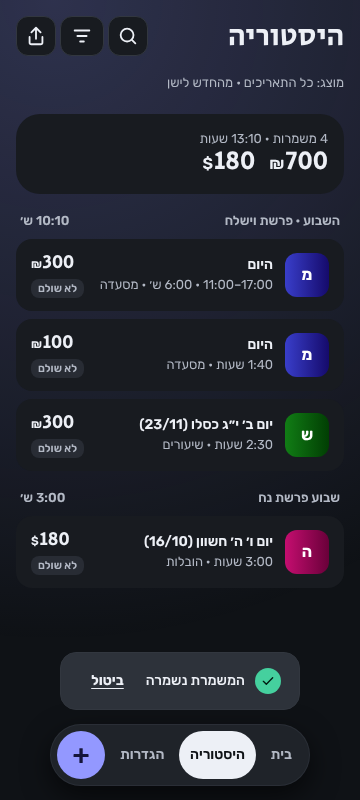 היסטוריה
מוצג: כל התאריכים • מהחדש לישן
4 משמרות • 13:10 שעות
₪700 $180
השבוע • פרשת וישלח 10:10 ש׳
מ
היום
11:00–17:00 • 6:00 ש׳ • מסעדה
₪300
לא שולם
מ
היום
1:40 שעות • מסעדה
₪100
לא שולם
ש
יום ב׳ י״ג כסלו (23/11)
2:30 שעות • שיעורים
₪300
לא שולם
שבוע פרשת נח 3:00 ש׳
ה
יום ו׳ ה׳ חשוון (16/10)
3:00 שעות • הובלות
$180
לא שולם
המשמרת נשמרה ביטול
בית היסטוריה הגדרות +